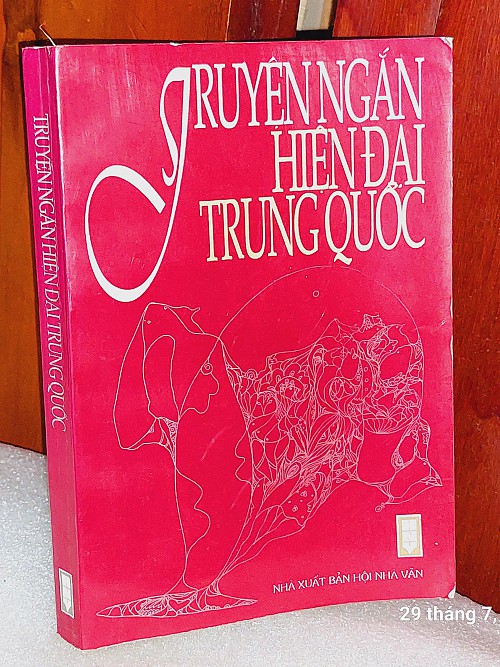 TRUYỆN NGẮN
HIỆN ĐẠI
TRUNG QUỐC
TRUYỆN NGẮN HIỆN ĐẠI TRUNG QUỐC
NHÀ XUẤT BẢN HỘI NHÀ VĂN
29 tháng 7,